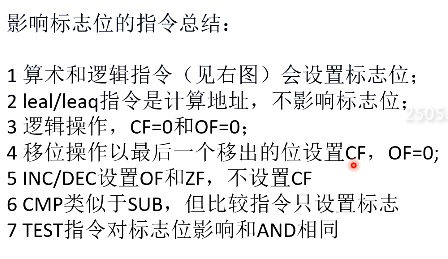 影响标志位的指令总结：
1 算术和逻辑指令（见右图）会设置标志位；
2 leal/leaq指令是计算地址，不影响标志位；
3 逻辑操作，CF=0和OF=0；
4 移位操作以最后一个移出的位设置CF，OF=0;
5 INC/DEC设置OF和ZF，不设置CF
6 CMP类似于SUB，但比较指令只设置标志
7 TEST指令对标志位影响和AND相同
2505